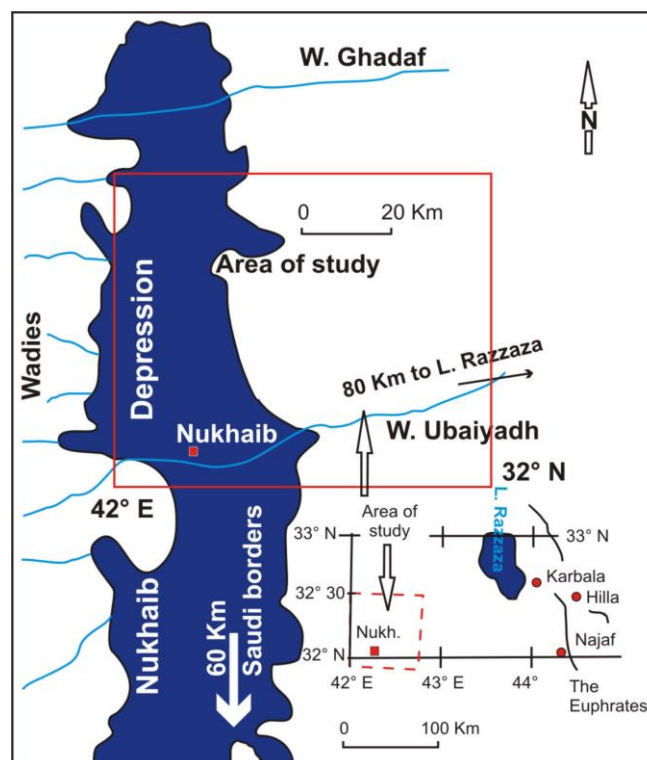 W. Ghadaf
N
0 20 Km
Area of study
Depression
Wadies
80 Km to L. Razzaza
Nukhaib
W. Ubaiyadh
32° N
42° E
Area of
study
L. Razzaza
33° N
33° N
Karbala
32° 30
Hilla
Nukh.
Najaf
32° N
42° E
43° E
44°
The
Euphrates
Nukhaib
60 Km
Saudi borders
0 100 Km